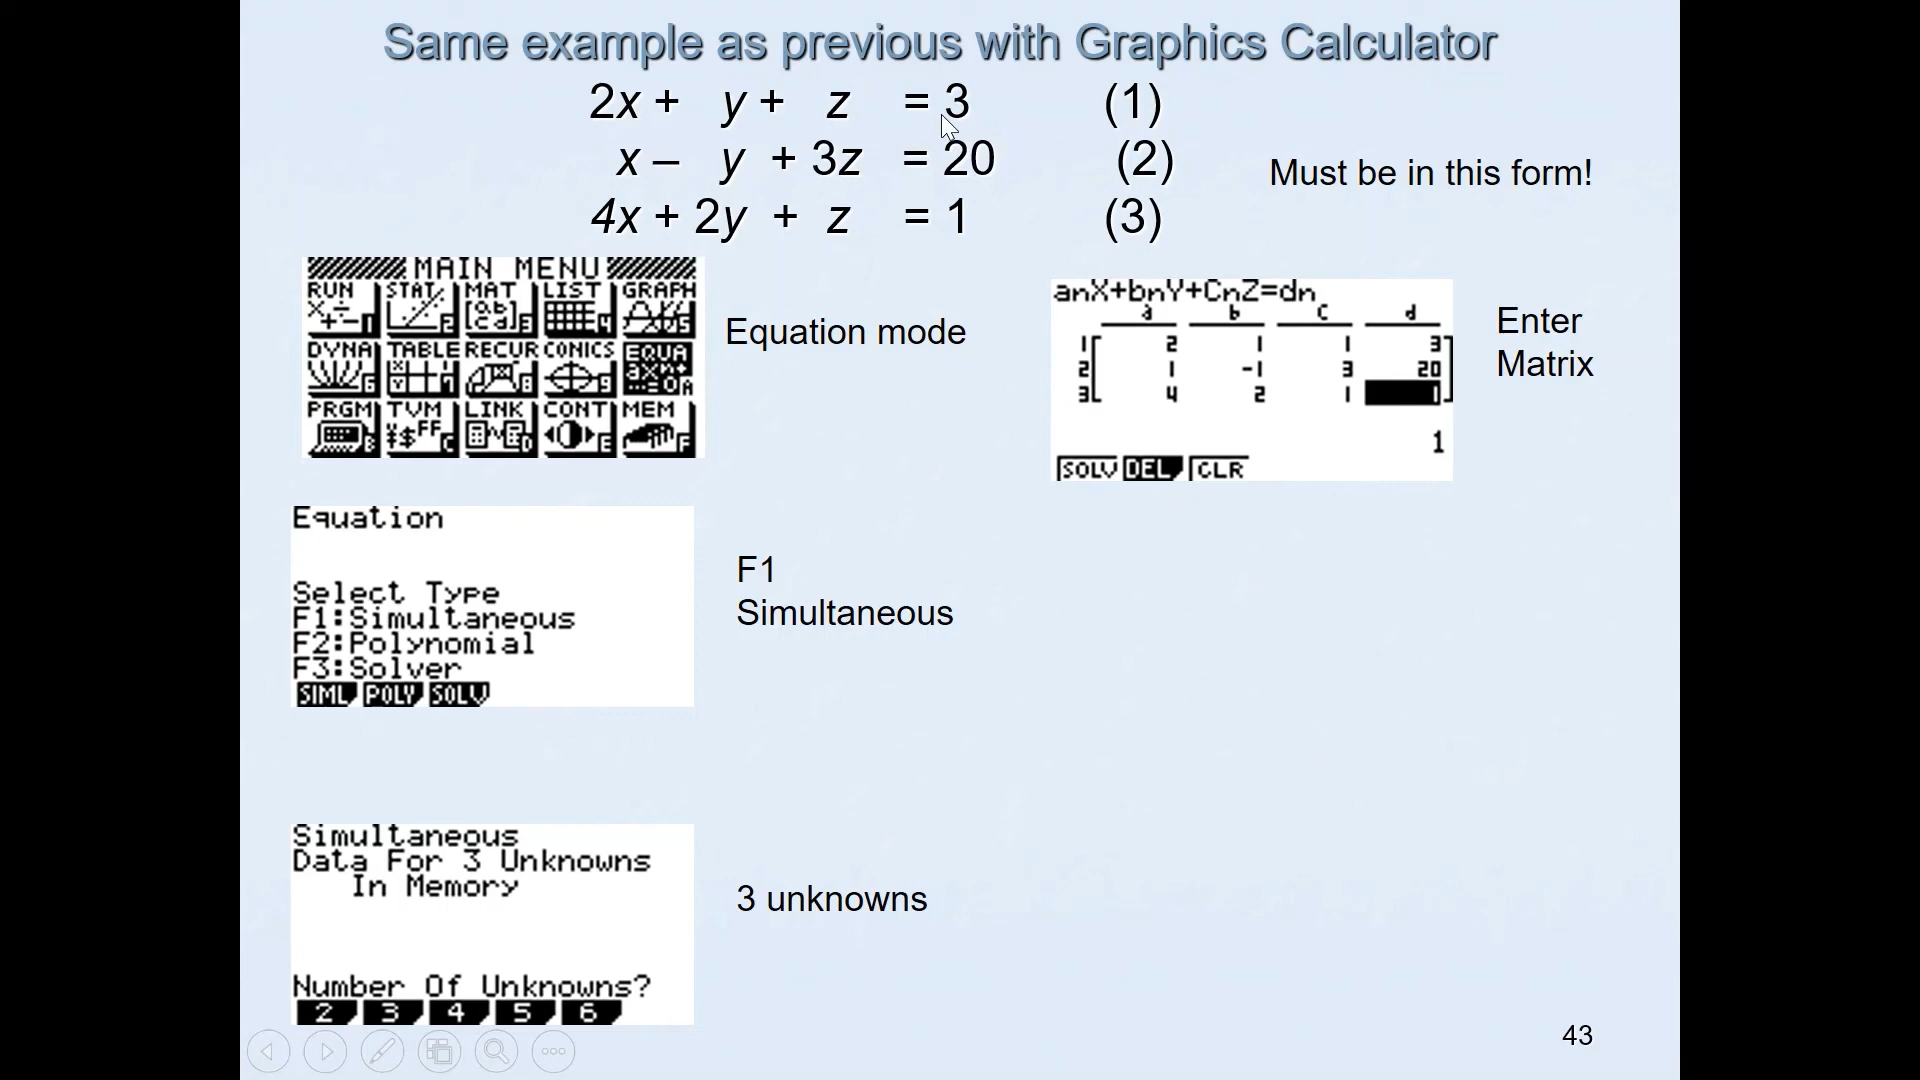 Same example as previous with Graphics Calculator
2x + y + z = 3 (1)
x – y + 3z = 20 (2)
4x + 2y + z = 1 (3)
Must be in this form!
MAIN MENU
RUN STAT MAT LIST GRAPH
DYNA TABLE RECUR CONICS EQUA
PRGM TVM LINK CONT MEM
Equation mode
anX+bnY+CnZ=dn
a b c d
1 2 1 1 3
2 1 -1 3 20
3 4 2 1 1
1
SOLV DEL CLR
Enter
Matrix
Equation
Select Type
F1:Simultaneous
F2:Polynomial
F3:Solver
SIML POLY SOLV
F1
Simultaneous
Simultaneous
Data For 3 Unknowns
In Memory
Number Of Unknowns?
2 3 4 5 6
3 unknowns
43